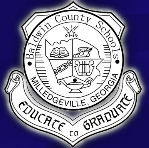 Baldwin County Schools
MILLEDGEVILLE, GEORGIA
EDUCATE to GRADUATE